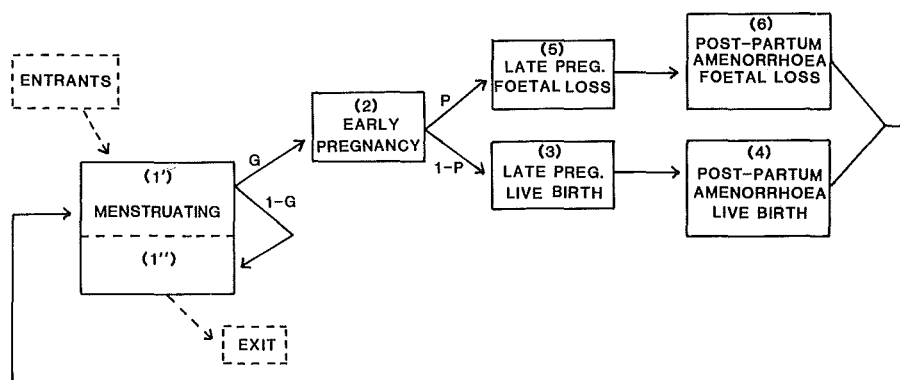 ENTRANTS
(1')
MENSTRUATING
(1'')
EXIT
G
1-G
(2)
EARLY
PREGNANCY
P
1-P
(5)
LATE PREG.
FOETAL LOSS
(3)
LATE PREG.
LIVE BIRTH
(6)
POST-PARTUM
AMENORRHOEA
FOETAL LOSS
(4)
POST-PARTUM
AMENORRHOEA
LIVE BIRTH